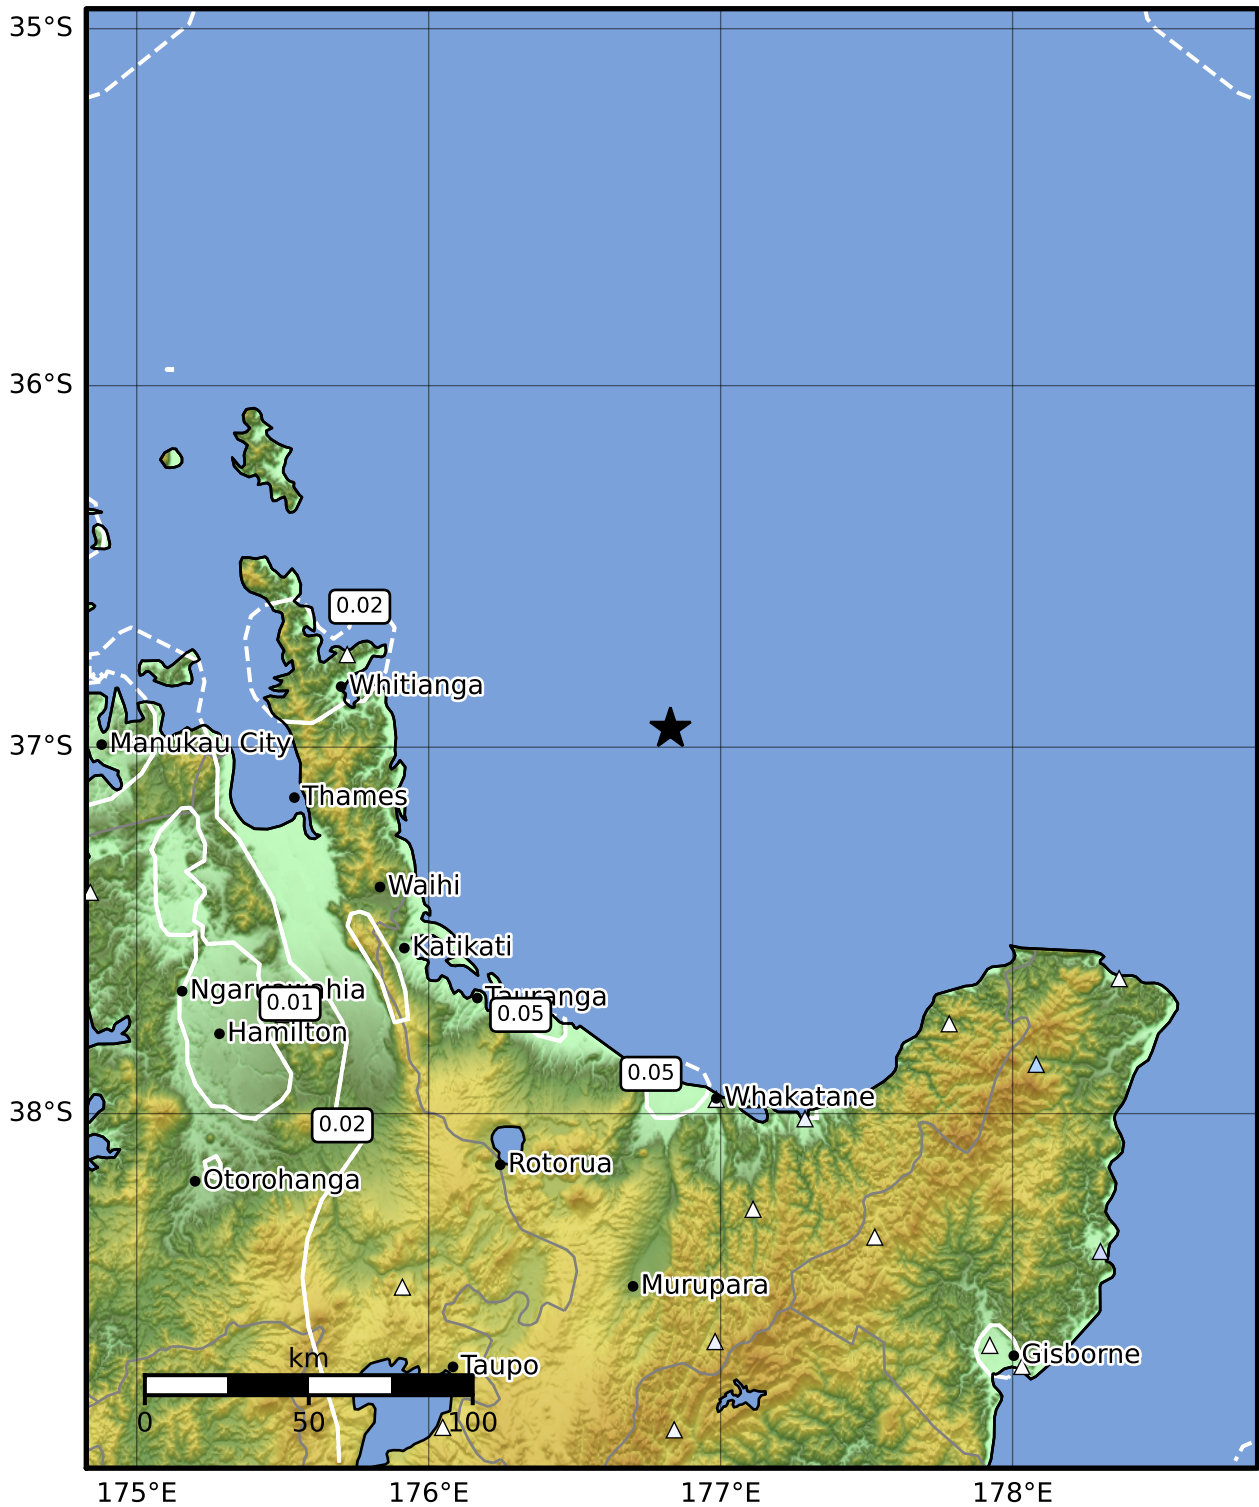 35°S
36°S
0.02
Whitianga
37°S
Manukau City
Thames
Waihi
Katikati
Ngaruawahia
0.01
Tauranga
0.05
Hamilton
0.05
Whakatane
38°S
0.02
Rotorua
Otorohanga
Murupara
Gisborne
km
Taupo
0
50
100
175°E
176°E
177°E
178°E